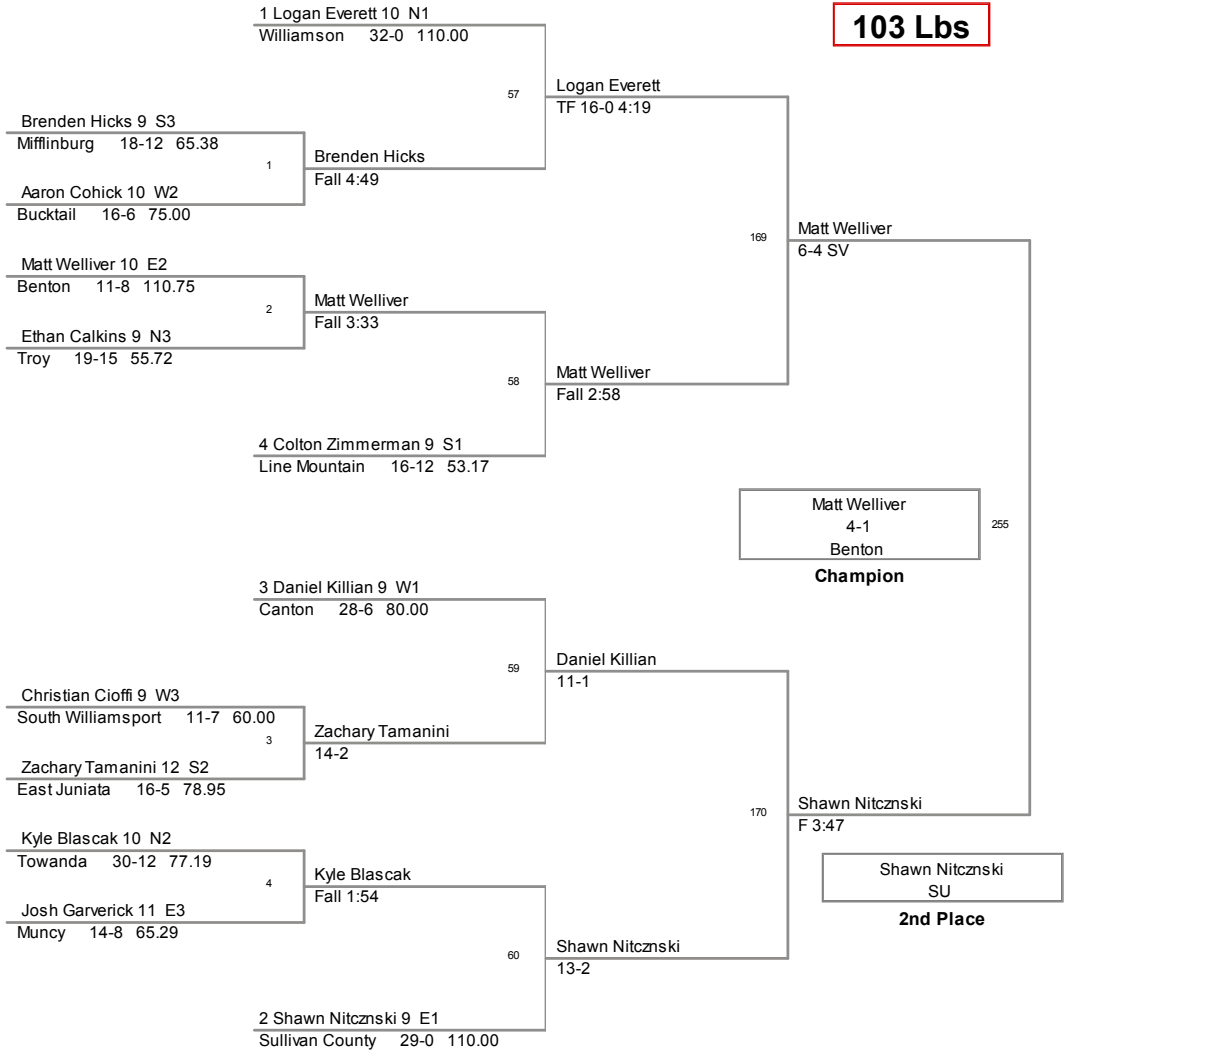 1 Logan Everett 10 N1
Williamson 32-0 110.00
103 Lbs
57
Logan Everett
TF 16-0 4:19
Brenden Hicks 9 S3
Mifflinburg 18-12 65.38
1
Brenden Hicks
Fall 4:49
Aaron Cohick 10 W2
Bucktail 16-6 75.00
169
Matt Welliver
6-4 SV
Matt Welliver 10 E2
Benton 11-8 110.75
2
Matt Welliver
Fall 3:33
Ethan Calkins 9 N3
Troy 19-15 55.72
58
Matt Welliver
Fall 2:58
4 Colton Zimmerman 9 S1
Line Mountain 16-12 53.17
Matt Welliver
4-1
Benton
255
Champion
3 Daniel Killian 9 W1
Canton 28-6 80.00
59
Daniel Killian
11-1
Christian Cioffi 9 W3
South Williamsport 11-7 60.00
3
Zachary Tamanini
14-2
Zachary Tamanini 12 S2
East Juniata 16-5 78.95
170
Shawn Nitcznski
F 3:47
Kyle Blascak 10 N2
Towanda 30-12 77.19
4
Kyle Blascak
Fall 1:54
Shawn Nitcznski
SU
2nd Place
Josh Garverick 11 E3
Muncy 14-8 65.29
60
Shawn Nitcznski
13-2
2 Shawn Nitcznski 9 E1
Sullivan County 29-0 110.00